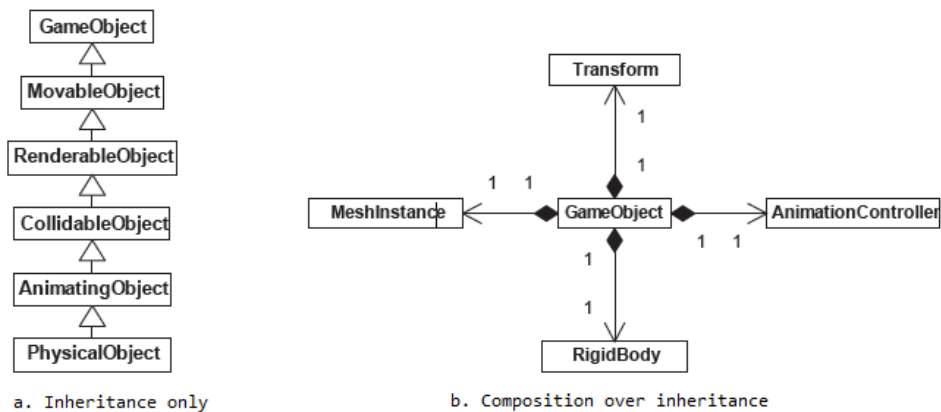 GameObject
MovableObject
RenderableObject
CollidableObject
AnimatingObject
PhysicalObject
a. Inheritance only
Transform
1
1
MeshInstance
1 1
GameObject
1 1
AnimationController
1
1
RigidBody
b. Composition over inheritance